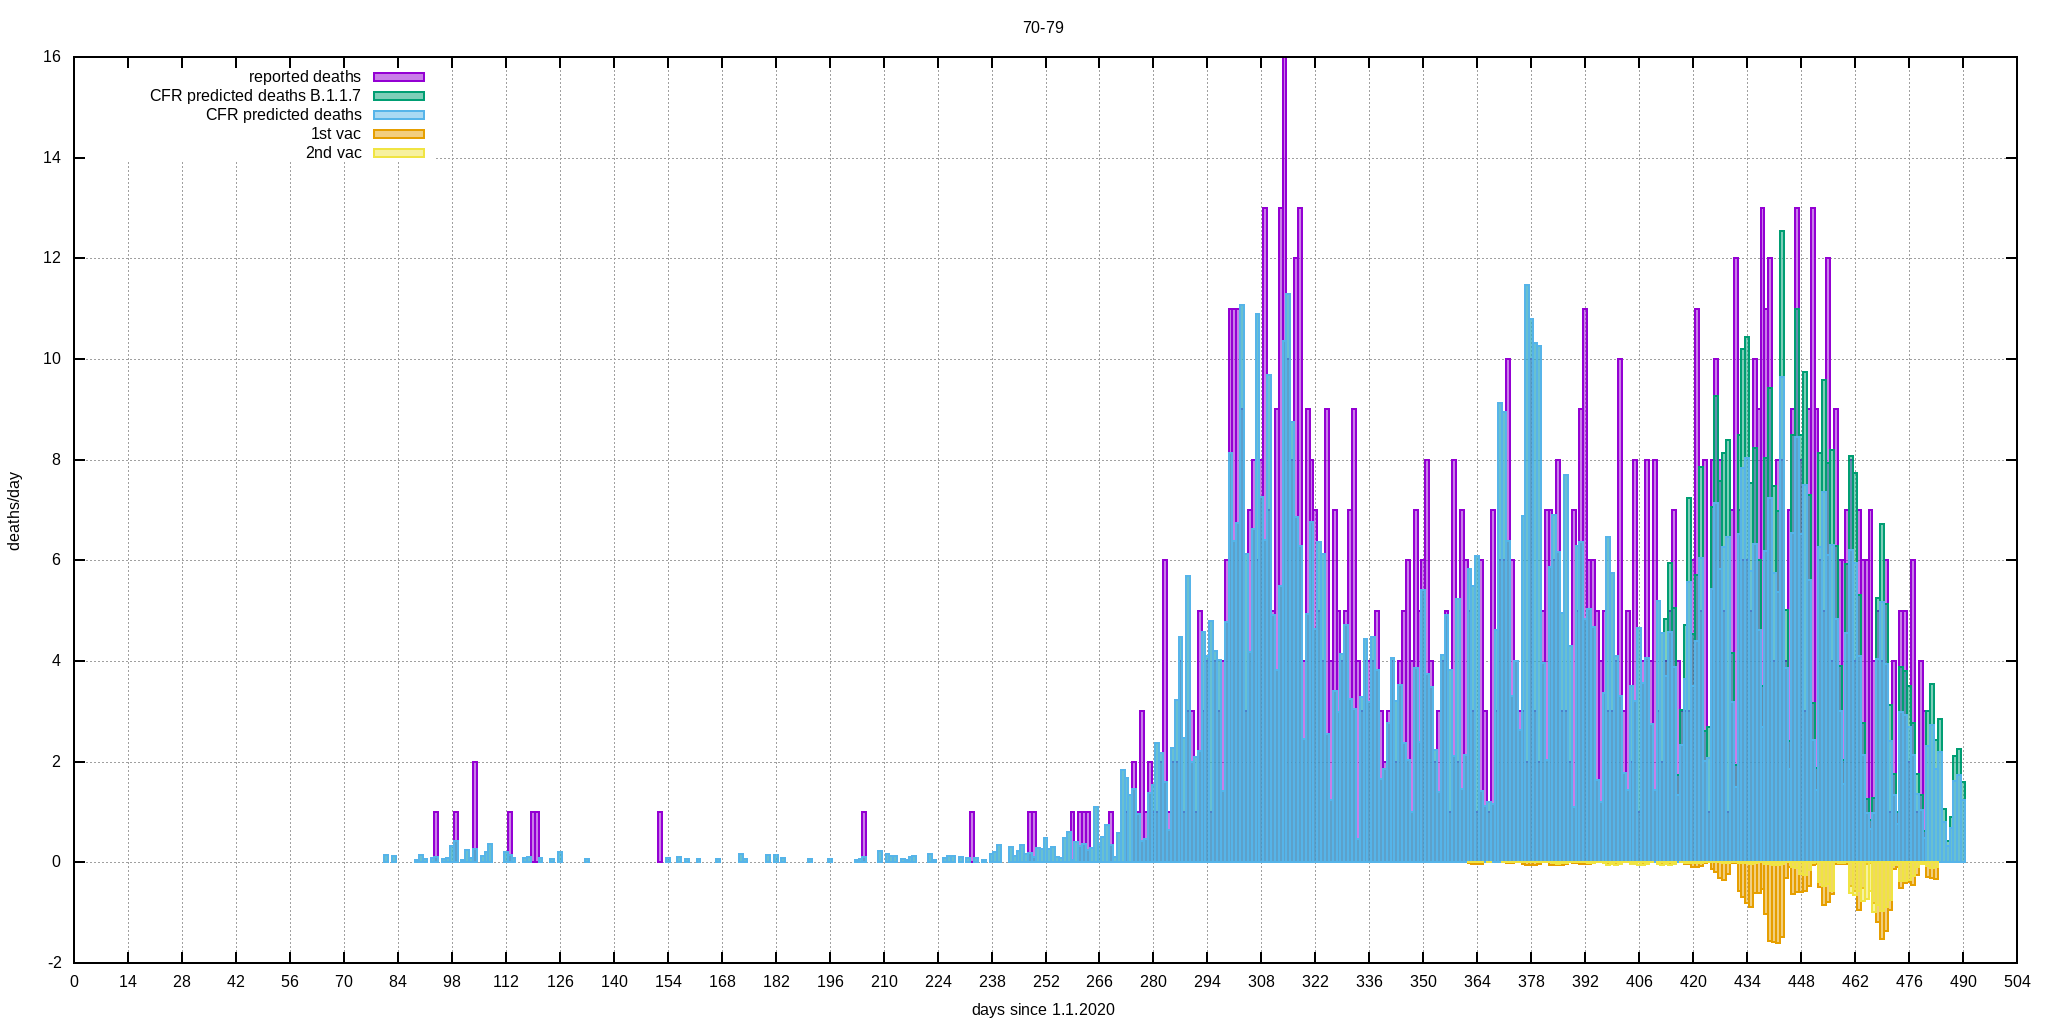 70-79
reported deaths
CFR predicted deaths B.1.1.7
CFR predicted deaths
1st vac
2nd vac
16
14
12
10
8
6
4
2
0
-2
deaths/day
0 14 28 42 56 70 84 98 112 126 140 154 168 182 196 210 224 238 252 266 280 294 308 322 336 350 364 378 392 406 420 434 448 462 476 490 504
days since 1.1.2020